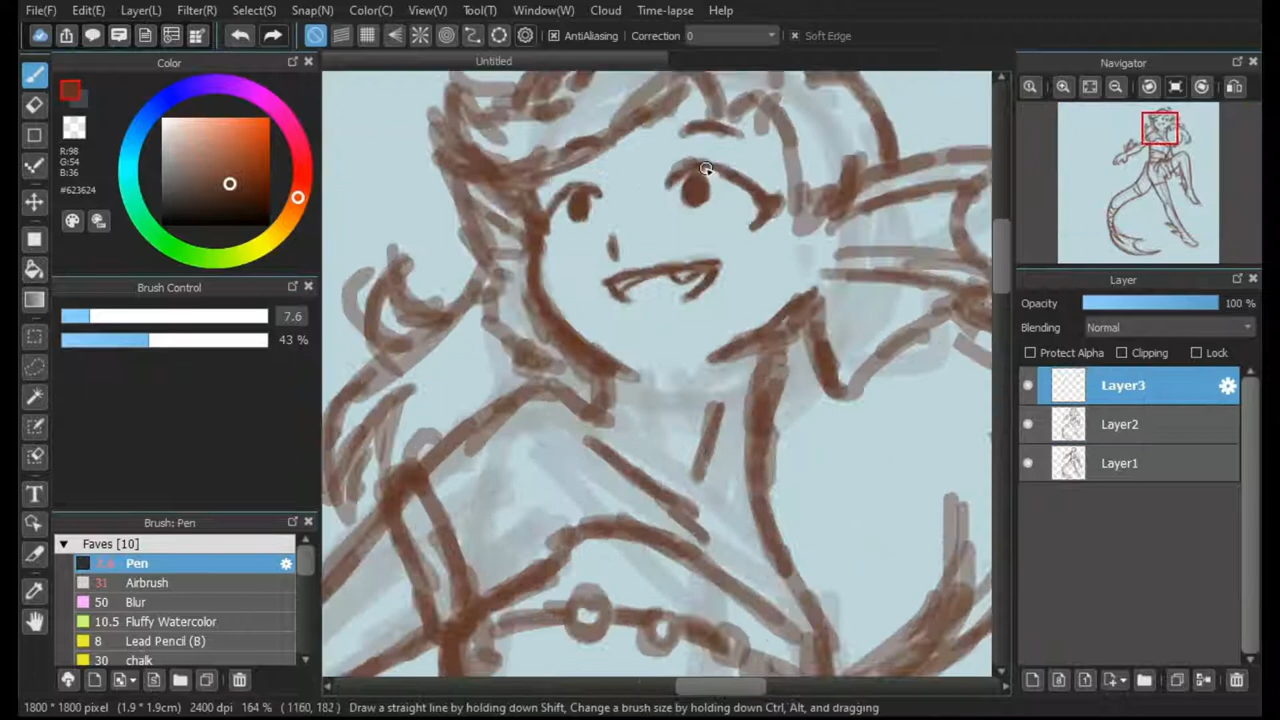 File(F) Edit(E) Layer(L) Filter(R) Select(S) Snap(N) Color(C) View(V) Tool(T) Window(W) Cloud Time-lapse Help
AntiAliasing Correction 0 Soft Edge
Color
R:98
G:54
B:36
#623624
Brush Control
7.6
43 %
Brush: Pen
Faves [10]
Pen
31 Airbrush
50 Blur
10.5 Fluffy Watercolor
8 Lead Pencil (B)
30 chalk
Untitled
Navigator
Layer
Opacity 100 %
Blending Normal
Protect Alpha Clipping Lock
Layer3
Layer2
Layer1
1800 * 1800 pixel (1.9 * 1.9cm) 2400 dpi 164 % ( 1160, 182 ) Draw a straight line by holding down Shift, Change a brush size by holding down Ctrl, Alt, and dragging